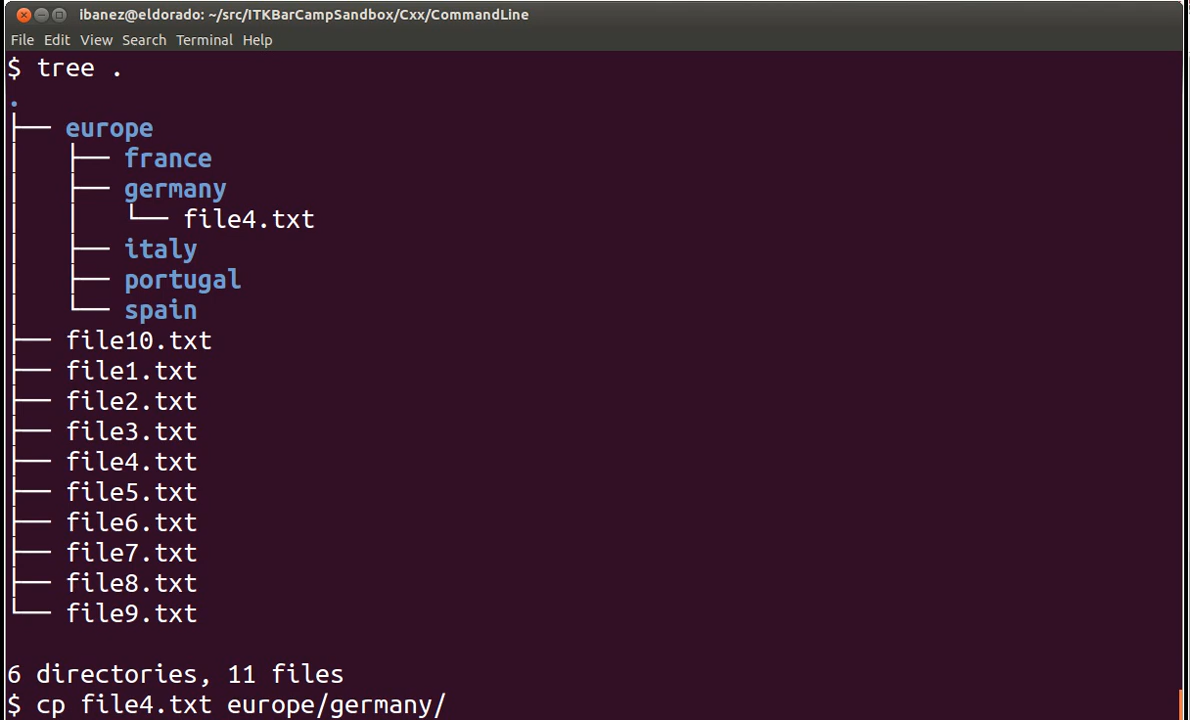 ibanez@eldorado: ~/src/ITKBarCampSandbox/Cxx/CommandLine
File Edit View Search Terminal Help
$ tree .
.
├── europe
│   ├── france
│   ├── germany
│   │   └── file4.txt
│   ├── italy
│   ├── portugal
│   └── spain
├── file10.txt
├── file1.txt
├── file2.txt
├── file3.txt
├── file4.txt
├── file5.txt
├── file6.txt
├── file7.txt
├── file8.txt
└── file9.txt
6 directories, 11 files
$ cp file4.txt europe/germany/